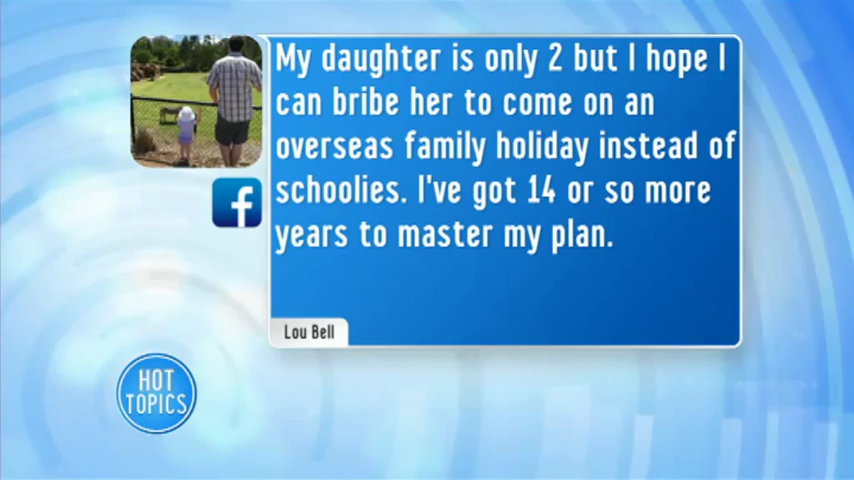 My daughter is only 2 but I hope I
can bribe her to come on an
overseas family holiday instead of
schoolies. I've got 14 or so more
years to master my plan.
Lou Bell
HOT
TOPICS